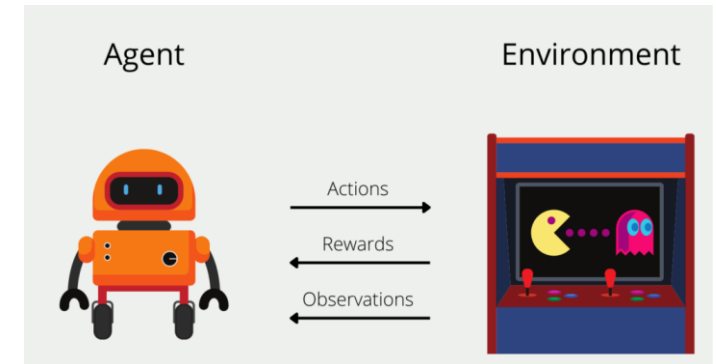 Agent
Environment
Actions
Rewards
Observations